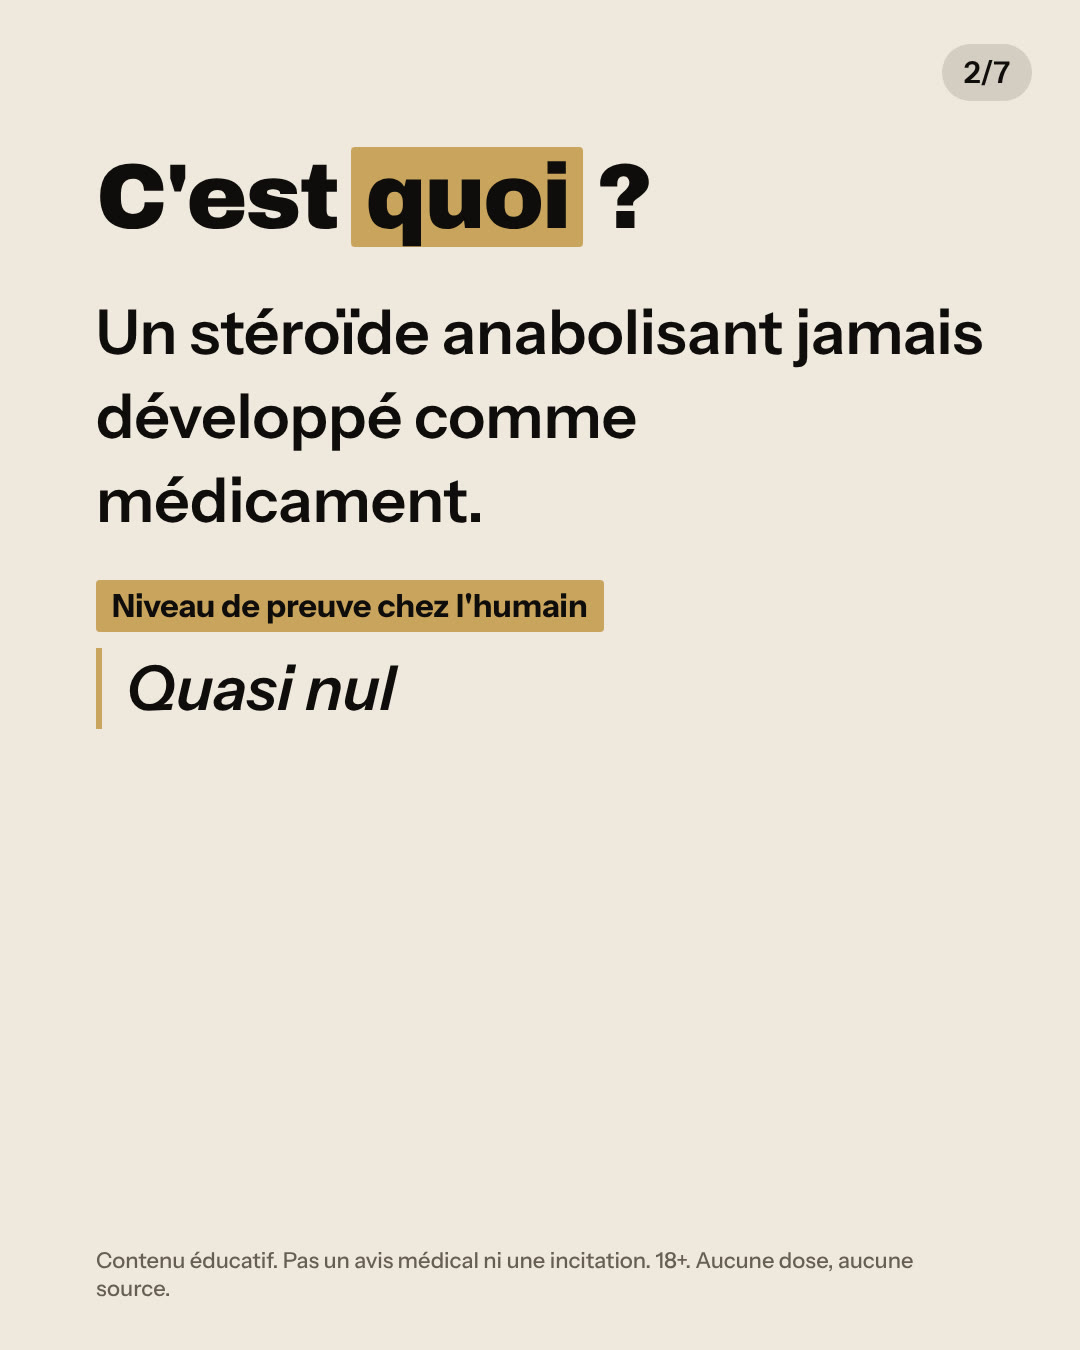 2/7
C'est quoi ?
Un stéroïde anabolisant jamais
développé comme
médicament.
Niveau de preuve chez l'humain
Quasi nul
Contenu éducatif. Pas un avis médical ni une incitation. 18+. Aucune dose, aucune
source.